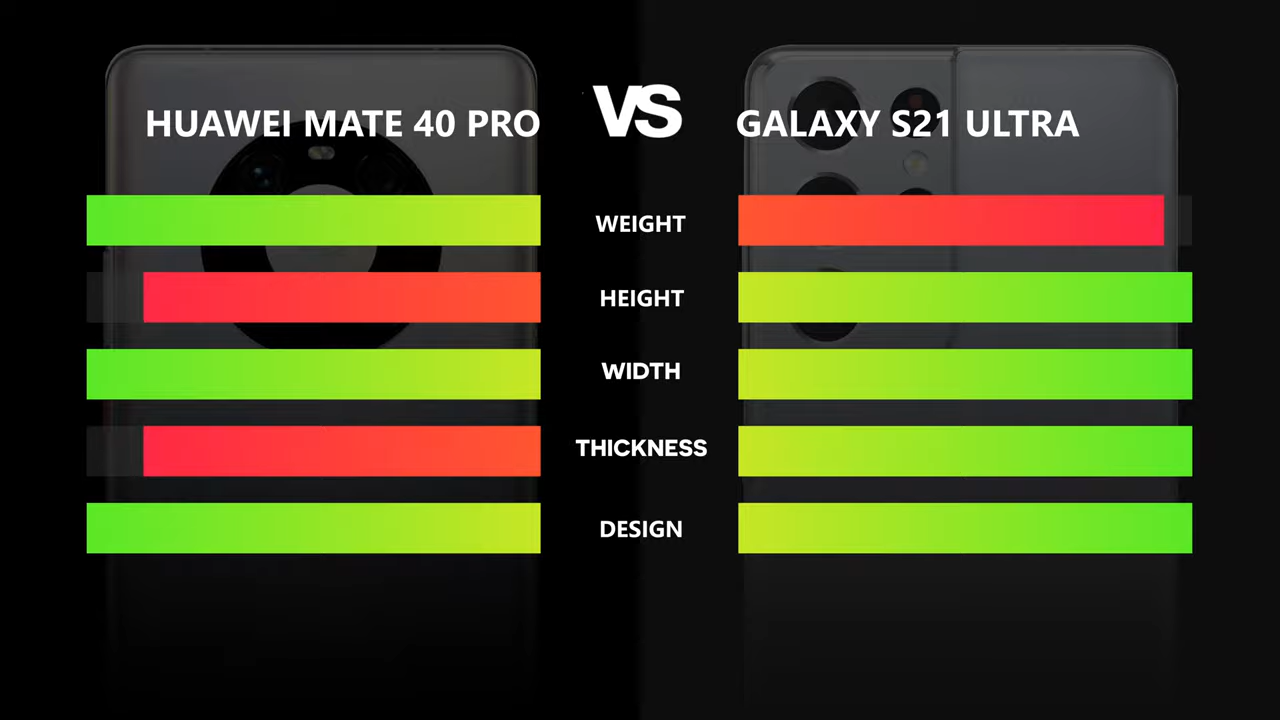 HUAWEI MATE 40 PRO VS GALAXY S21 ULTRA
WEIGHT
HEIGHT
WIDTH
THICKNESS
DESIGN